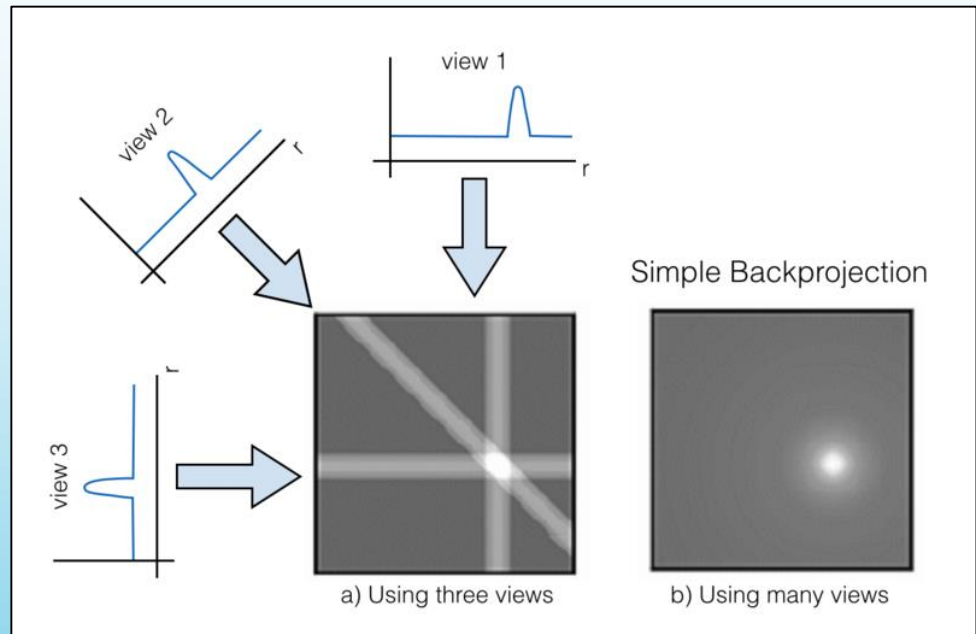 view 1
r
view 2
r
Simple Backprojection
view 3
r
a) Using three views
b) Using many views